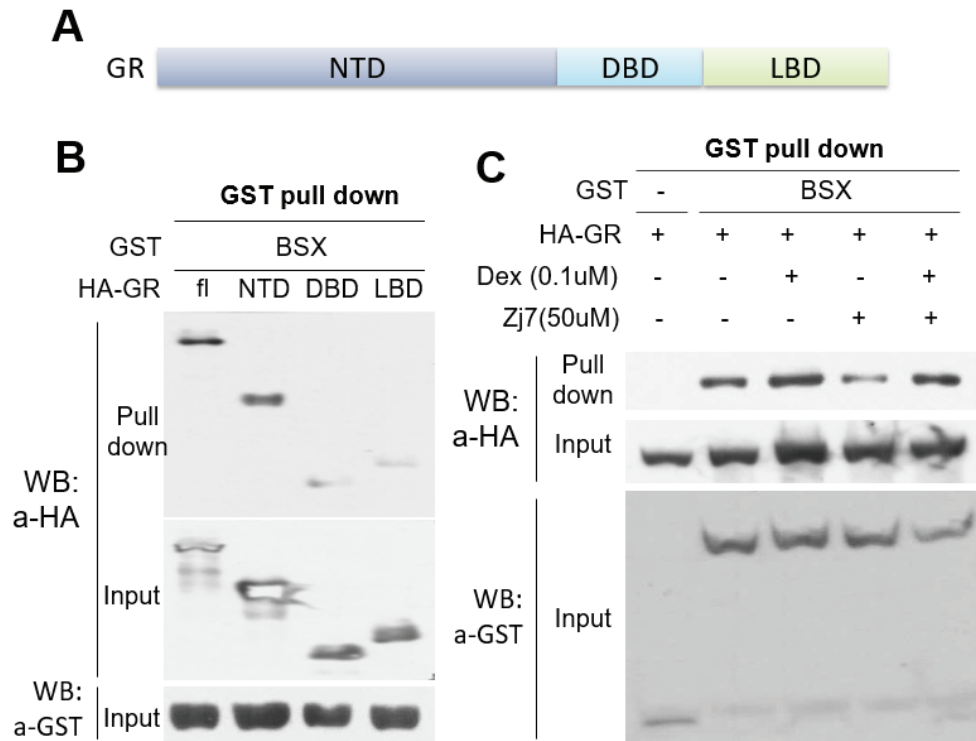 A
GR NTD DBD LBD
B
GST pull down
GST BSX
HA-GR fl NTD DBD LBD
WB:
a-HA
Pull
down
Input
WB:
a-GST
Input
C
GST pull down
GST - BSX
HA-GR + + + + +
Dex (0.1uM) - - + - +
Zj7(50uM) - - - + +
WB:
a-HA
Pull
down
Input
WB:
a-GST
Input